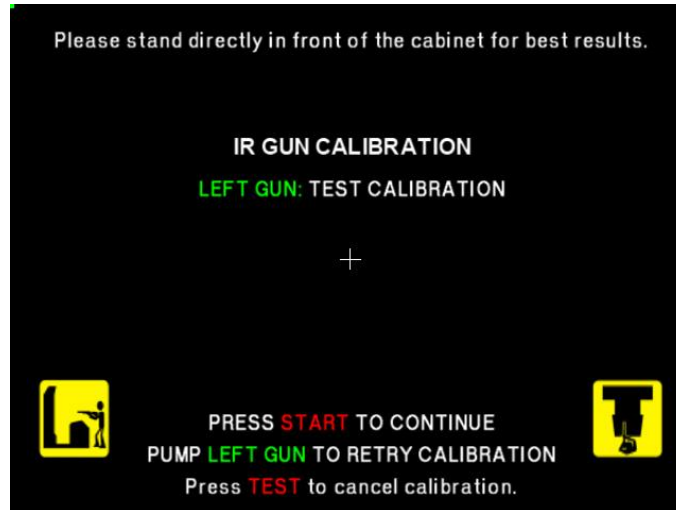 Please stand directly in front of the cabinet for best results.
IR GUN CALIBRATION
LEFT GUN: TEST CALIBRATION
PRESS START TO CONTINUE
PUMP LEFT GUN TO RETRY CALIBRATION
Press TEST to cancel calibration.